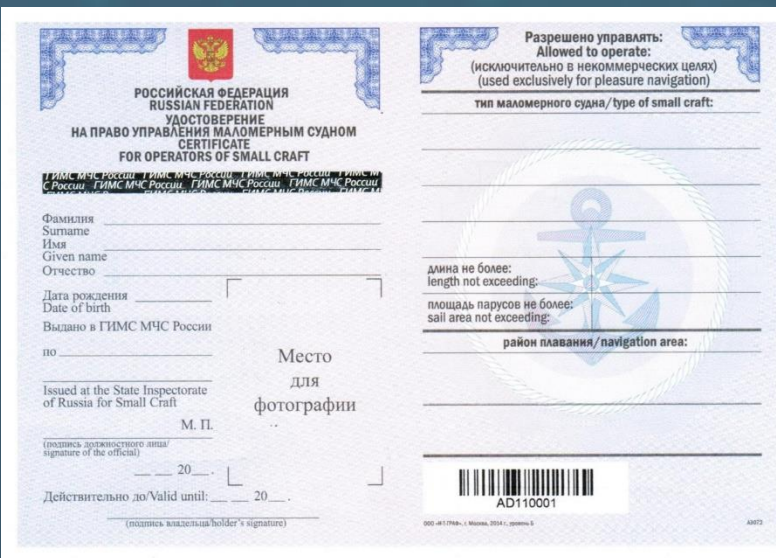 РОССИЙСКАЯ ФЕДЕРАЦИЯ
RUSSIAN FEDERATION
УДОСТОВЕРЕНИЕ
НА ПРАВО УПРАВЛЕНИЯ МАЛОМЕРНЫМ СУДНОМ
CERTIFICATE
FOR OPERATORS OF SMALL CRAFT
С России ГИМС МЧС России ГИМС МЧС России ГИМС МЧС России
Фамилия
Surname
Имя
Given name
Отчество
Дата рождения
Date of birth
Выдано в ГИМС МЧС России
по
Issued at the State Inspectorate
of Russia for Small Craft
М. П.
(подпись должностного лица/
signature of the official)
20 .
Действительно до/Valid until: 20 .
(подпись владельца/holder's signature)
Место
для
фотографии
Разрешено управлять:
Allowed to operate:
(исключительно в некоммерческих целях)
(used exclusively for pleasure navigation)
тип маломерного судна/type of small craft:
длина не более:
length not exceeding:
площадь парусов не более:
sail area not exceeding:
район плавания/navigation area:
AD110001
г. Москва, 2014 г., уровень Б